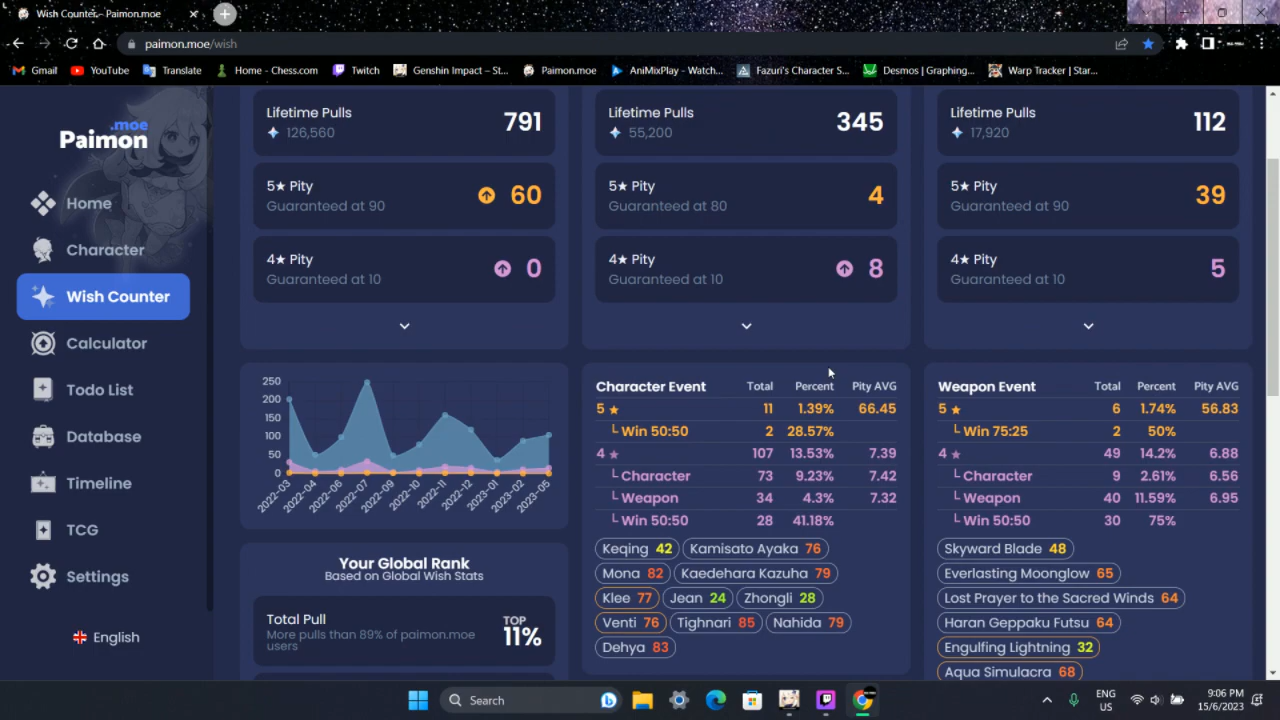 Wish Counter - Paimon.moe
paimon.moe/wish
Gmail YouTube Translate Home - Chess.com Twitch Genshin Impact – St... Paimon.moe AniMixPlay - Watch... Fazuri's Character S... Desmos | Graphing... Warp Tracker | Star...
.moe
Paimon
Home
Character
Wish Counter
Calculator
Todo List
Database
Timeline
TCG
Settings
English
Lifetime Pulls 791
126,560
5★ Pity 60
Guaranteed at 90
4★ Pity 0
Guaranteed at 10
Lifetime Pulls 345
55,200
5★ Pity 4
Guaranteed at 80
4★ Pity 8
Guaranteed at 10
Lifetime Pulls 112
17,920
5★ Pity 39
Guaranteed at 90
4★ Pity 5
Guaranteed at 10
250
200
150
100
50
0
2022-03 2022-04 2022-06 2022-07 2022-09 2022-10 2022-11 2022-12 2023-01 2023-02 2023-05
Your Global Rank
Based on Global Wish Stats
Total Pull
More pulls than 89% of paimon.moe
users
TOP
11%
Character Event Total Percent Pity AVG
5 ★ 11 1.39% 66.45
└ Win 50:50 2 28.57%
4 ★ 107 13.53% 7.39
└ Character 73 9.23% 7.42
└ Weapon 34 4.3% 7.32
└ Win 50:50 28 41.18%
Keqing 42 Kamisato Ayaka 76
Mona 82 Kaedehara Kazuha 79
Klee 77 Jean 24 Zhongli 28
Venti 76 Tighnari 85 Nahida 79
Dehya 83
Weapon Event Total Percent Pity AVG
5 ★ 6 1.74% 56.83
└ Win 75:25 2 50%
4 ★ 49 14.2% 6.88
└ Character 9 2.61% 6.56
└ Weapon 40 11.59% 6.95
└ Win 50:50 30 75%
Skyward Blade 48
Everlasting Moonglow 65
Lost Prayer to the Sacred Winds 64
Haran Geppaku Futsu 64
Engulfing Lightning 32
Aqua Simulacra 68
Search
ENG
US
9:06 PM
15/6/2023